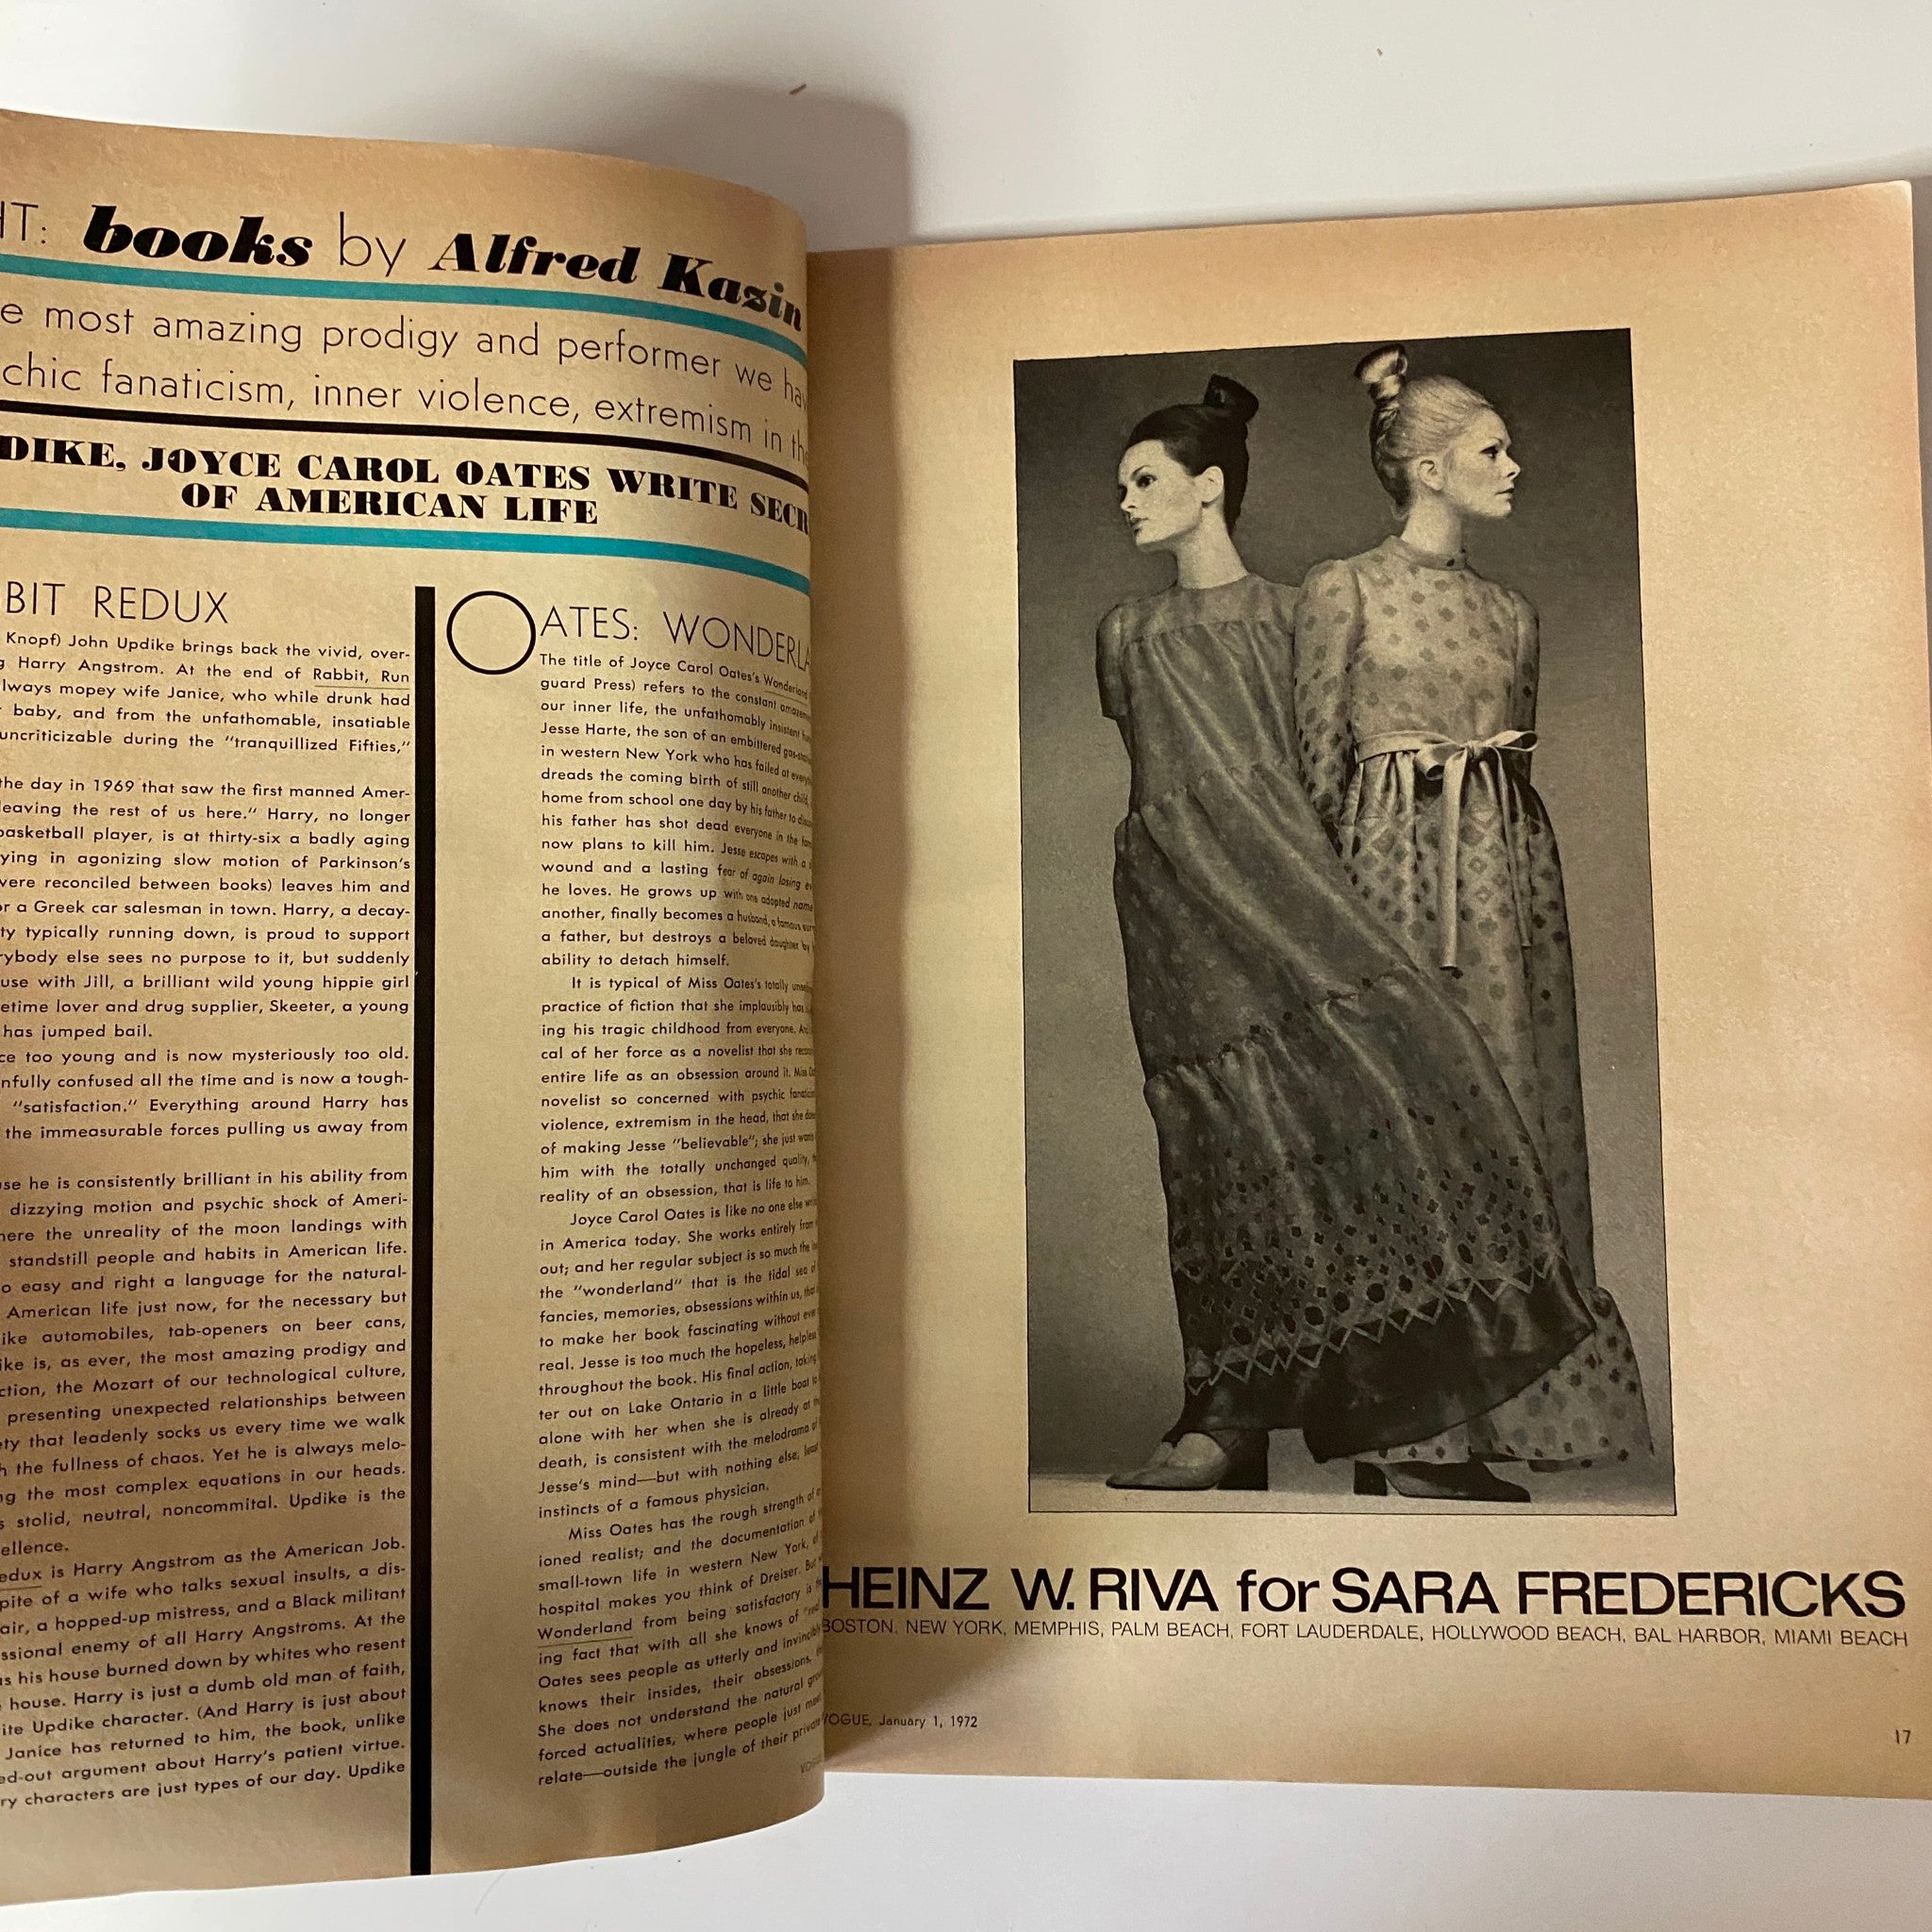 HT: books by Alfred Kazin
e most amazing prodigy and performer we hav
chic fanaticism, inner violence, extremism in the
DIKE, JOYCE CAROL OATES WRITE SECR
OF AMERICAN LIFE
BIT REDUX
Knopf) John Updike brings back the vivid, over-
g Harry Angstrom. At the end of Rabbit, Run
lways mopey wife Janice, who while drunk had
baby, and from the unfathomable, insatiable
uncriticizable during the "tranquillized Fifties,"
the day in 1969 that saw the first manned Amer-
leaving the rest of us here." Harry, no longer
basketball player, is at thirty-six a badly aging
ying in agonizing slow motion of Parkinson's
were reconciled between books) leaves him and
or a Greek car salesman in town. Harry, a decay-
ty typically running down, is proud to support
rybody else sees no purpose to it, but suddenly
use with Jill, a brilliant wild young hippie girl
etime lover and drug supplier, Skeeter, a young
has jumped bail.
ce too young and is now mysteriously too old.
nfully confused all the time and is now a tough-
"satisfaction." Everything around Harry has
the immeasurable forces pulling us away from
use he is consistently brilliant in his ability from
dizzying motion and psychic shock of Ameri-
here the unreality of the moon landings with
standstill people and habits in American life.
o easy and right a language for the natural-
American life just now, for the necessary but
ike automobiles, tab-openers on beer cans,
ike is, as ever, the most amazing prodigy and
ction, the Mozart of our technological culture,
presenting unexpected relationships between
ety that leadenly socks us every time we walk
h the fullness of chaos. Yet he is always melo-
ng the most complex equations in our heads.
s stolid, neutral, noncommital. Updike is the
ellence.
edux is Harry Angstrom as the American Job.
pite of a wife who talks sexual insults, a dis-
air, a hopped-up mistress, and a Black militant
ssional enemy of all Harry Angstroms. At the
as his house burned down by whites who resent
house. Harry is just a dumb old man of faith,
ite Updike character. (And Harry is just about
Janice has returned to him, the book, unlike
ed-out argument about Harry's patient virtue.
ry characters are just types of our day. Updike
OATES: WONDERLA
The title of Joyce Carol Oates's Wonderland
guard Press) refers to the constant
our inner life, the unfathomably insistent
Jesse Harte, the son of an embittered
in western New York who has failed at
dreads the coming birth of still another child,
home from school one day by his father to
his father has shot dead everyone in the
now plans to kill him. Jesse escapes with a
wound and a lasting fear of again losing
he loves. He grows up with one adopted name
another, finally becomes a husband, a famous
a father, but destroys a beloved daughter by
ability to detach himself.
It is typical of Miss Oates's totally
practice of fiction that she implausibly has
ing his tragic childhood from everyone.
cal of her force as a novelist that she
entire life as an obsession around it. Miss
novelist so concerned with psychic
violence, extremism in the head, that she
of making Jesse "believable"; she just
him with the totally unchanged quality,
reality of an obsession, that is life to him.
Joyce Carol Oates is like no one else
in America today. She works entirely from
out; and her regular subject is so much the
the "wonderland" that is the tidal sea of
fancies, memories, obsessions within us,
to make her book fascinating without
real. Jesse is too much the hopeless,
throughout the book. His final action, taking
ter out on Lake Ontario in a little boat to
alone with her when she is already at
death, is consistent with the melodrama of
Jesse's mind—but with nothing else,
instincts of a famous physician.
Miss Oates has the rough strength of
ioned realist; and the documentation of
small-town life in western New York, of
hospital makes you think of Dreiser. But
Wonderland from being satisfactory is
ing fact that with all she knows of
Oates sees people as utterly and
knows their insides, their obsessions,
She does not understand the natural
forced actualities, where people just
relate—outside the jungle of their private
HEINZ W. RIVA for SARA FREDERICKS
BOSTON, NEW YORK, MEMPHIS, PALM BEACH, FORT LAUDERDALE, HOLLYWOOD BEACH, BAL HARBOR, MIAMI BEACH
VOGUE, January 1, 1972
17